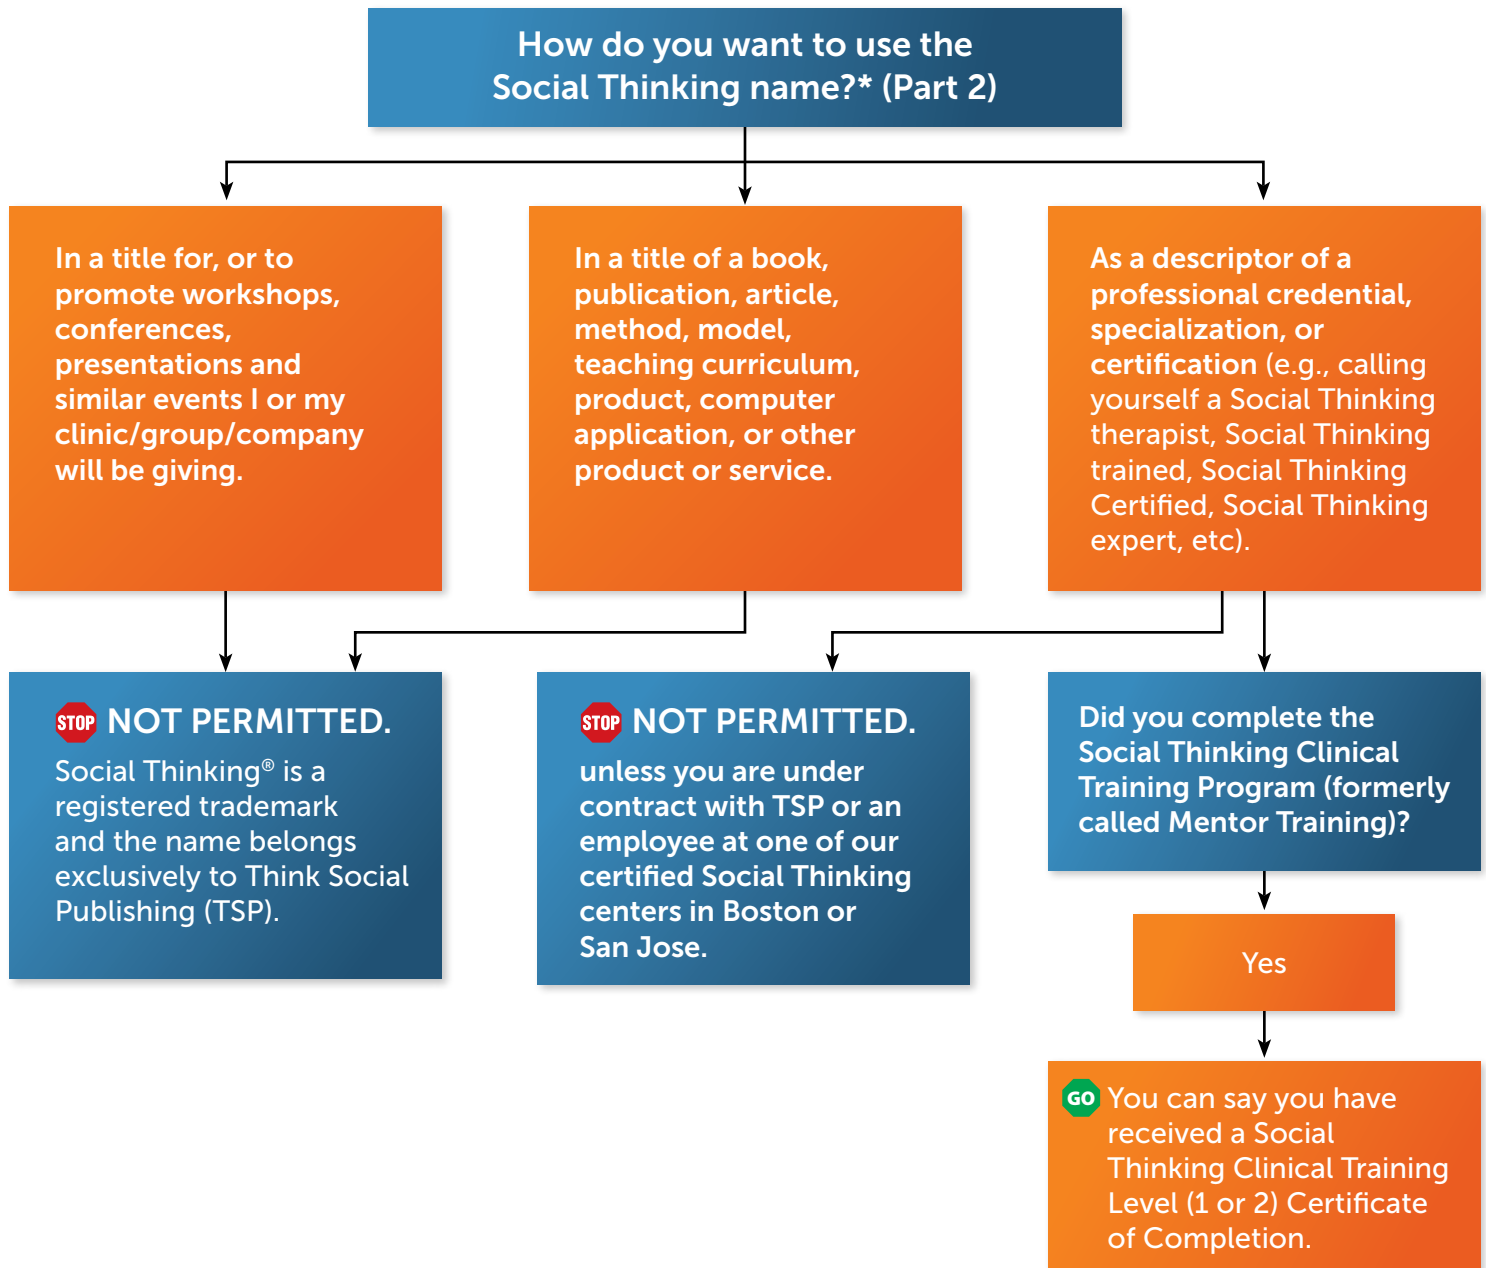 How do you want to use the
Social Thinking name?* (Part 2)
In a title for, or to
promote workshops,
conferences,
presentations and
similar events I or my
clinic/group/company
will be giving.
In a title of a book,
publication, article,
method, model,
teaching curriculum,
product, computer
application, or other
product or service.
As a descriptor of a
professional credential,
specialization, or
certification (e.g., calling
yourself a Social Thinking
therapist, Social Thinking
trained, Social Thinking
Certified, Social Thinking
expert, etc).
STOP NOT PERMITTED.
Social Thinking® is a
registered trademark
and the name belongs
exclusively to Think Social
Publishing (TSP).
STOP NOT PERMITTED.
unless you are under
contract with TSP or an
employee at one of our
certified Social Thinking
centers in Boston or
San Jose.
Did you complete the
Social Thinking Clinical
Training Program (formerly
called Mentor Training)?
Yes
GO You can say you have
received a Social
Thinking Clinical Training
Level (1 or 2) Certificate
of Completion.